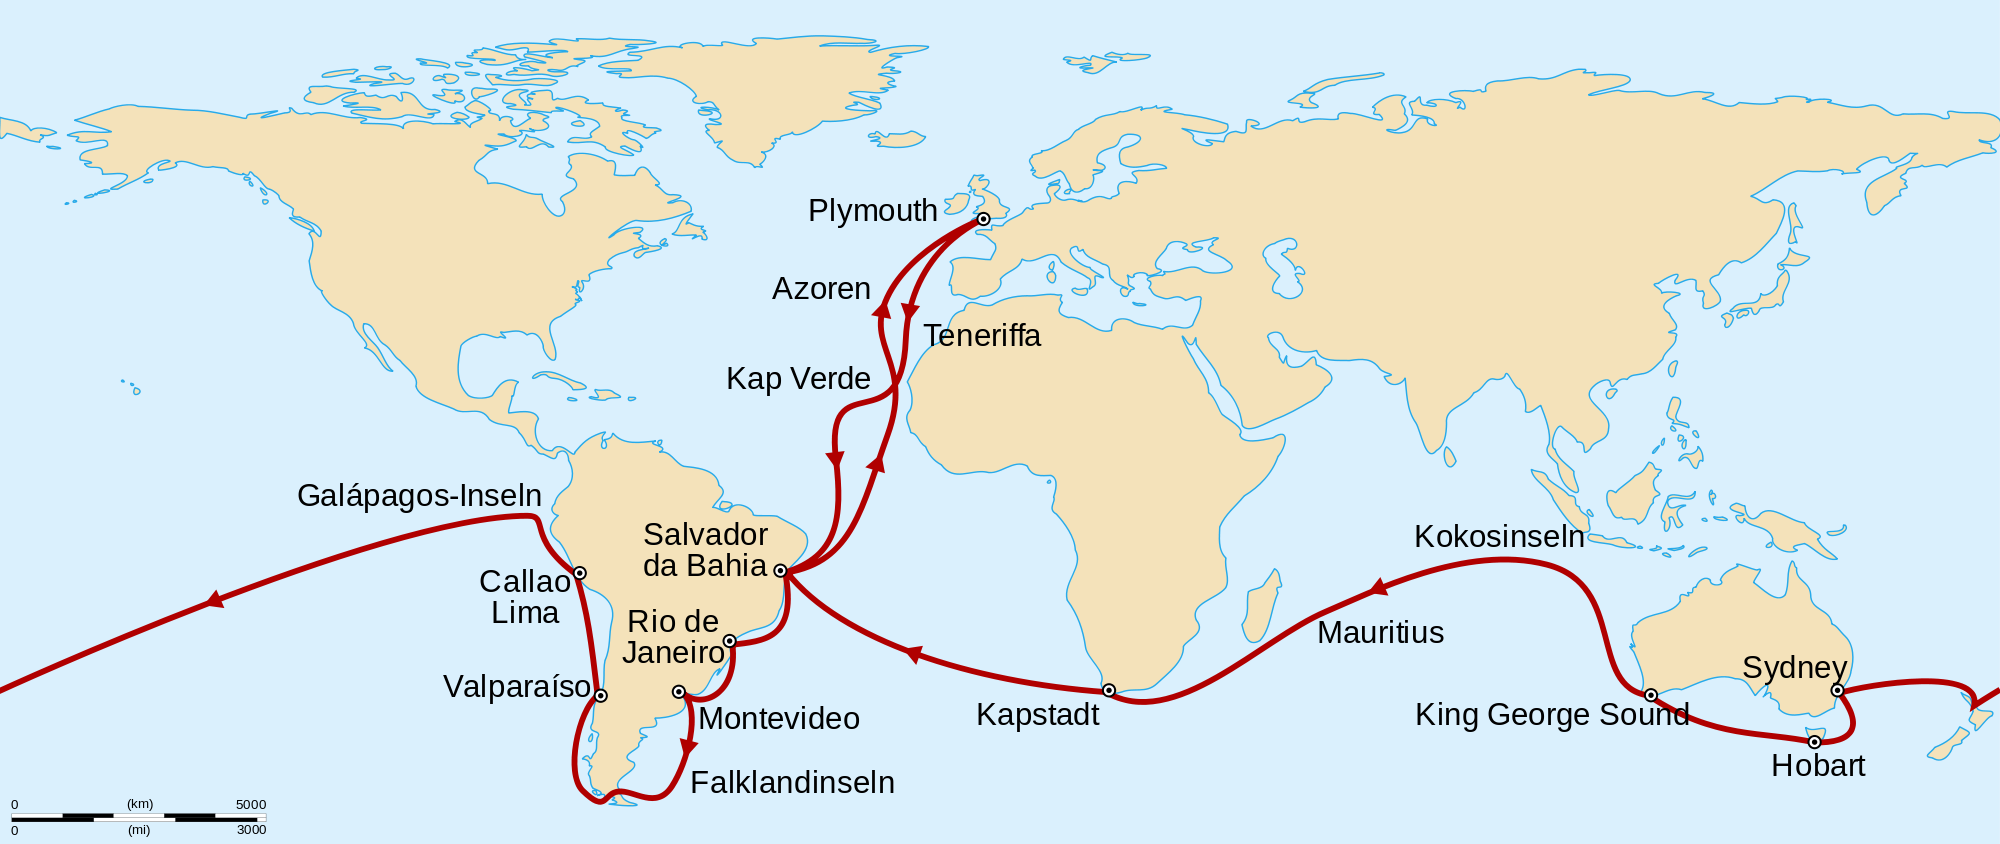 Plymouth
Azoren
Teneriffa
Kap Verde
Galápagos-Inseln
Salvador
da Bahia
Kokosinseln
Callao
Lima
Rio de
Janeiro
Mauritius
Sydney
Valparaíso
Montevideo
Kapstadt
King George Sound
Hobart
Falklandinseln
0 (km) 5000
0 (mi) 3000